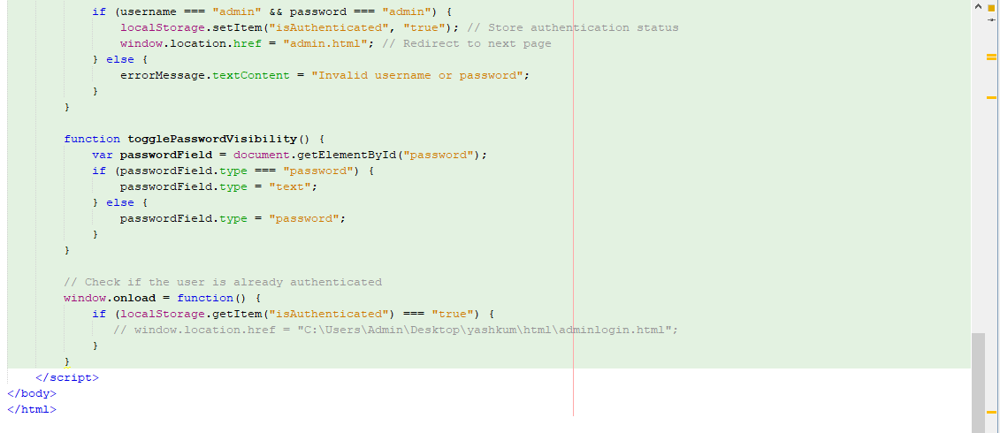 if (username === "admin" && password === "admin") {
localStorage.setItem("isAuthenticated", "true"); // Store authentication status
window.location.href = "admin.html"; // Redirect to next page
} else {
errorMessage.textContent = "Invalid username or password";
}
}
function togglePasswordVisibility() {
var passwordField = document.getElementById("password");
if (passwordField.type === "password") {
passwordField.type = "text";
} else {
passwordField.type = "password";
}
}
// Check if the user is already authenticated
window.onload = function() {
if (localStorage.getItem("isAuthenticated") === "true") {
// window.location.href = "C:\Users\Admin\Desktop\yashkum\html\adminlogin.html";
}
}
</script>
</body>
</html>